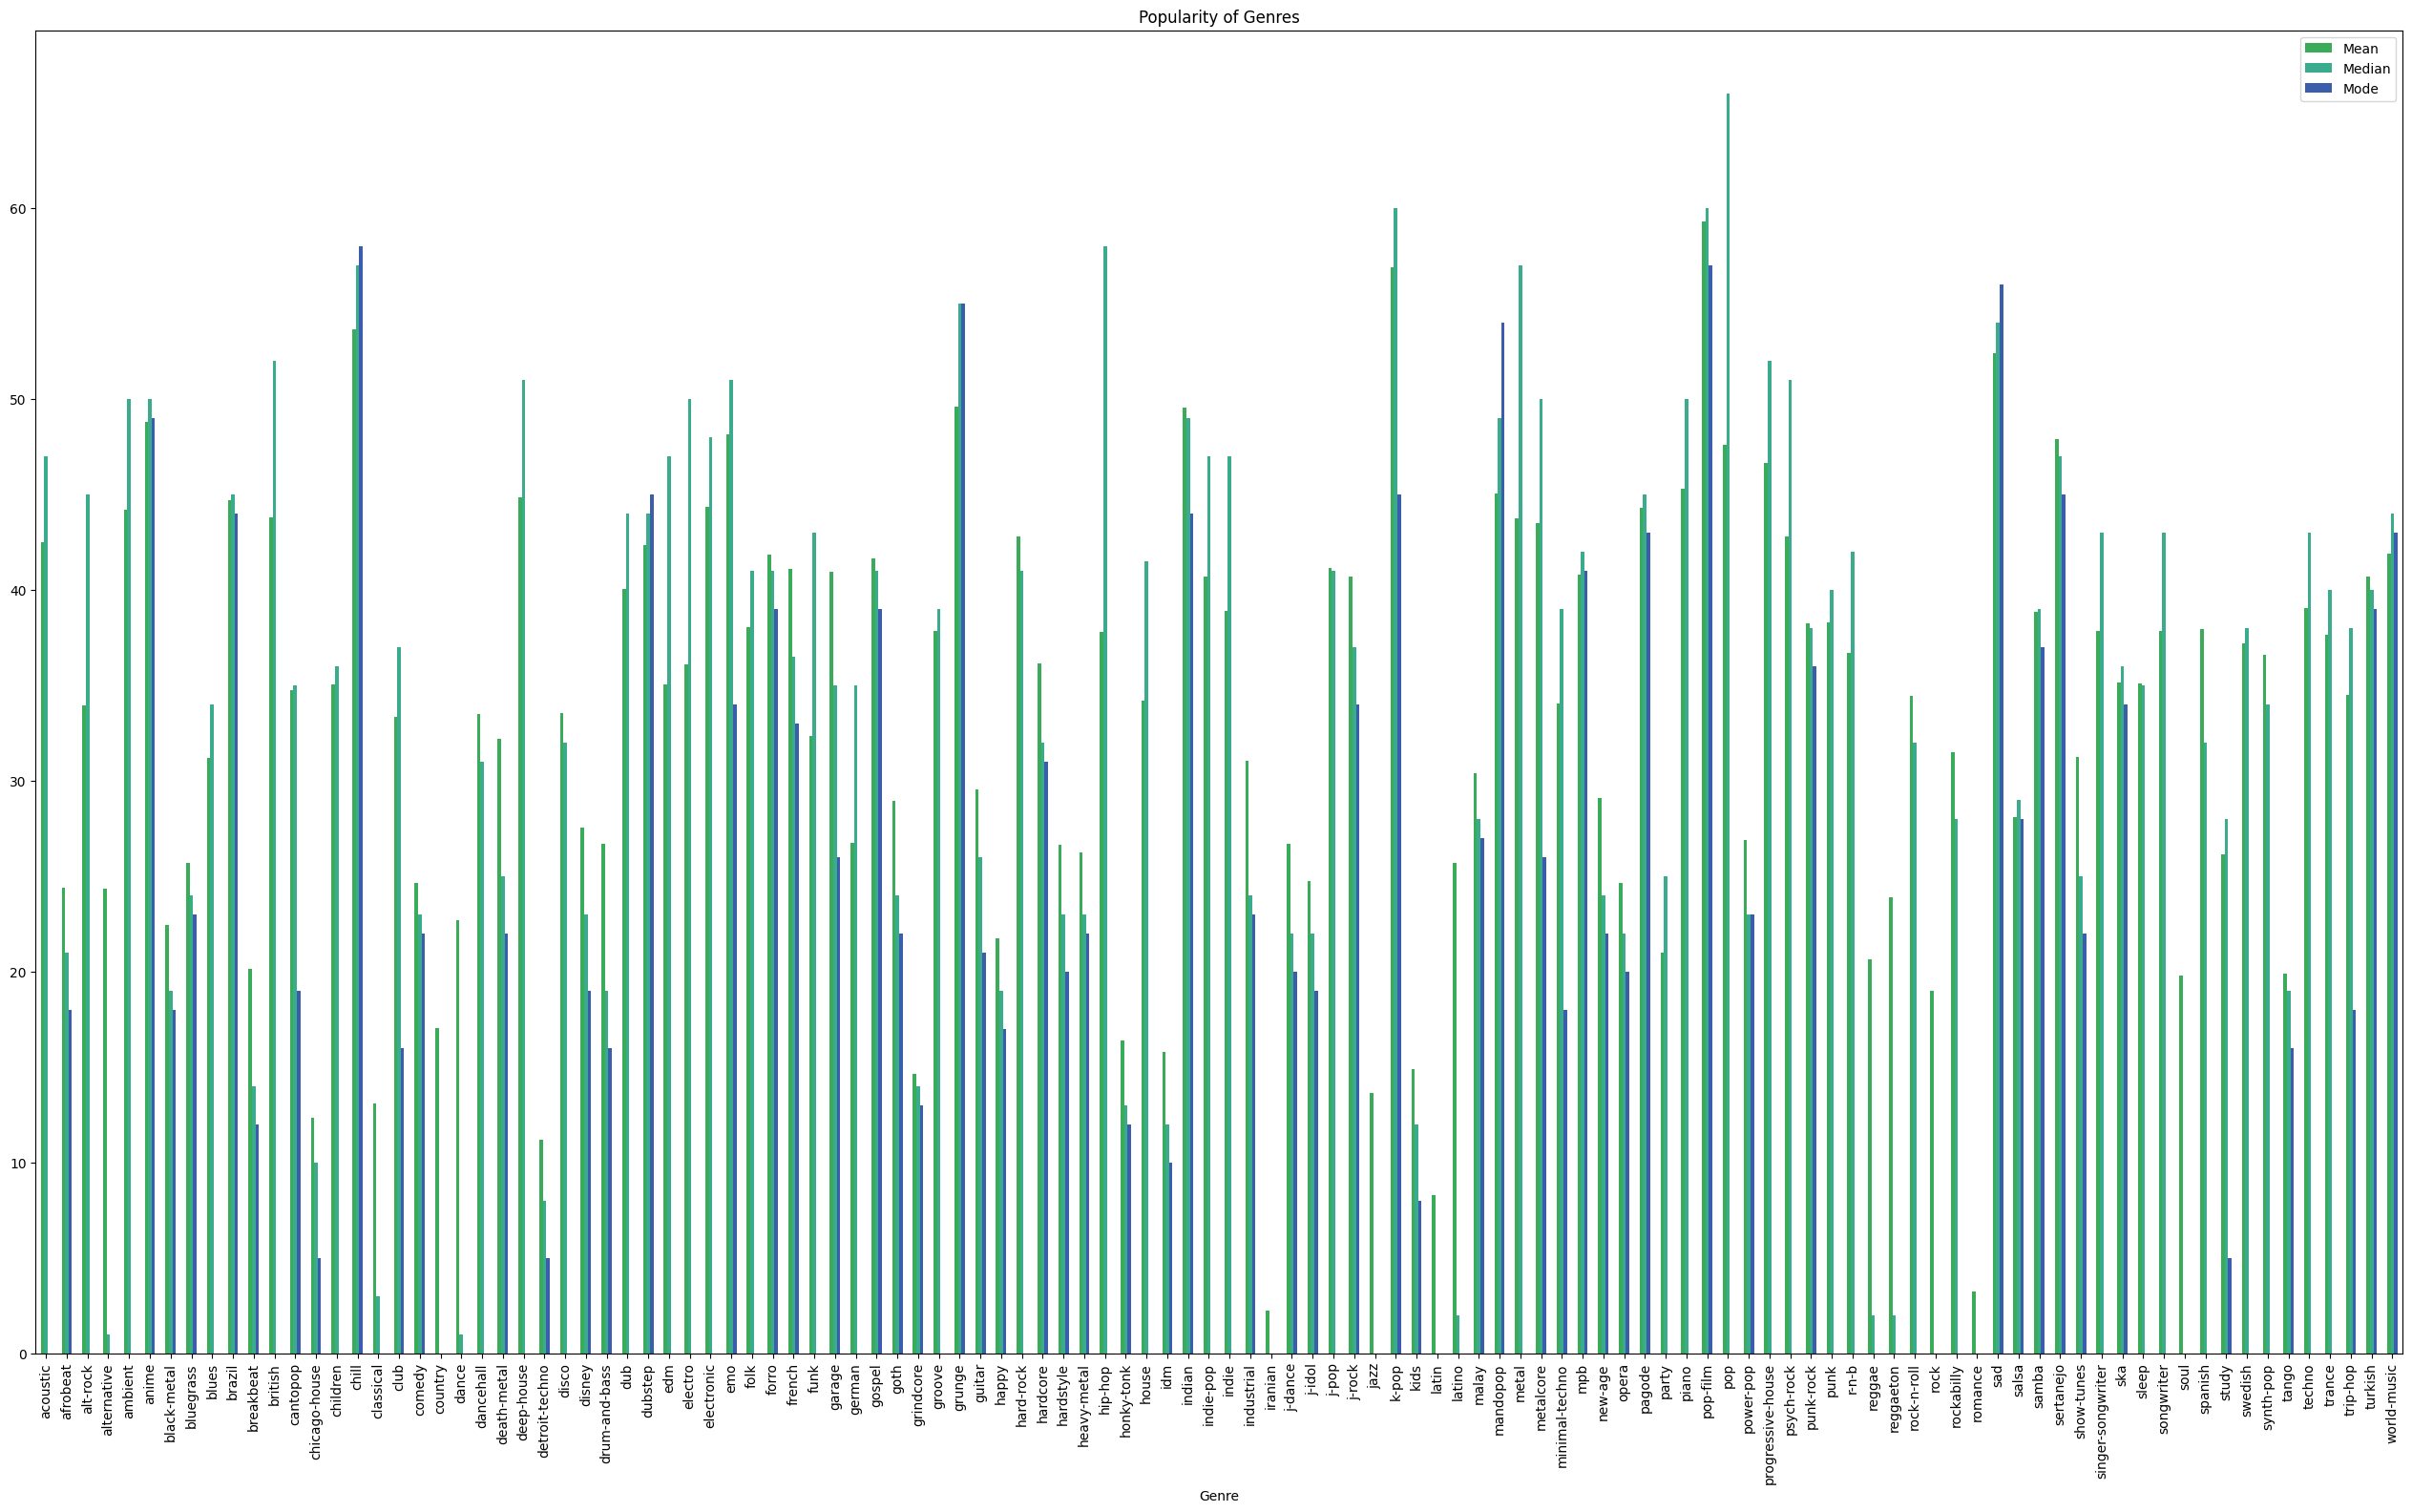 Popularity of Genres
Mean
Median
Mode
60
50
40
30
20
10
0
acoustic
afrobeat
alt-rock
alternative
ambient
anime
black-metal
bluegrass
blues
brazil
breakbeat
british
cantopop
chicago-house
children
chill
classical
club
comedy
country
dance
dancehall
death-metal
deep-house
detroit-techno
disco
disney
drum-and-bass
dub
dubstep
edm
electro
electronic
emo
folk
forro
french
funk
garage
german
gospel
goth
grindcore
groove
grunge
guitar
happy
hard-rock
hardcore
hardstyle
heavy-metal
hip-hop
honky-tonk
house
idm
indian
indie-pop
indie
industrial
iranian
j-dance
j-idol
j-pop
j-rock
jazz
k-pop
kids
latin
latino
malay
mandopop
metal
metalcore
minimal-techno
mpb
new-age
opera
pagode
party
piano
pop-film
pop
power-pop
progressive-house
psych-rock
punk-rock
punk
r-n-b
reggae
reggaeton
rock-n-roll
rock
rockabilly
romance
sad
salsa
samba
sertanejo
show-tunes
singer-songwriter
ska
sleep
songwriter
soul
spanish
study
swedish
synth-pop
tango
techno
trance
trip-hop
turkish
world-music
Genre